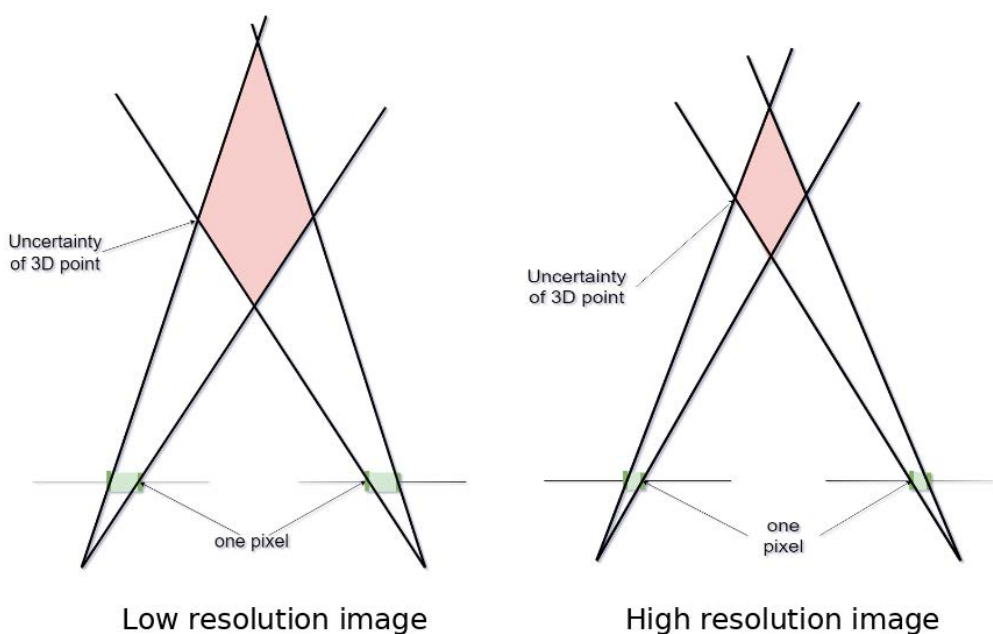 Uncertainty
of 3D point
one pixel
Low resolution image
Uncertainty
of 3D point
one
pixel
High resolution image